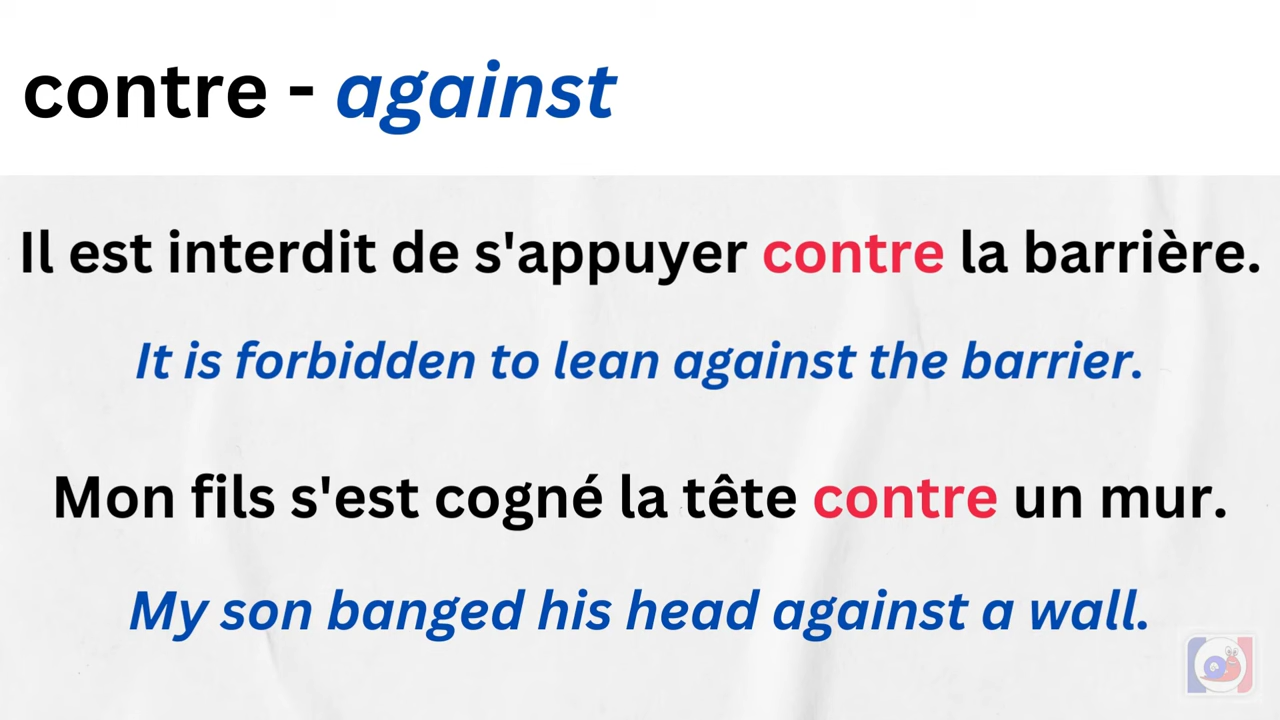 contre - against
Il est interdit de s'appuyer contre la barrière.
It is forbidden to lean against the barrier.
Mon fils s'est cogné la tête contre un mur.
My son banged his head against a wall.